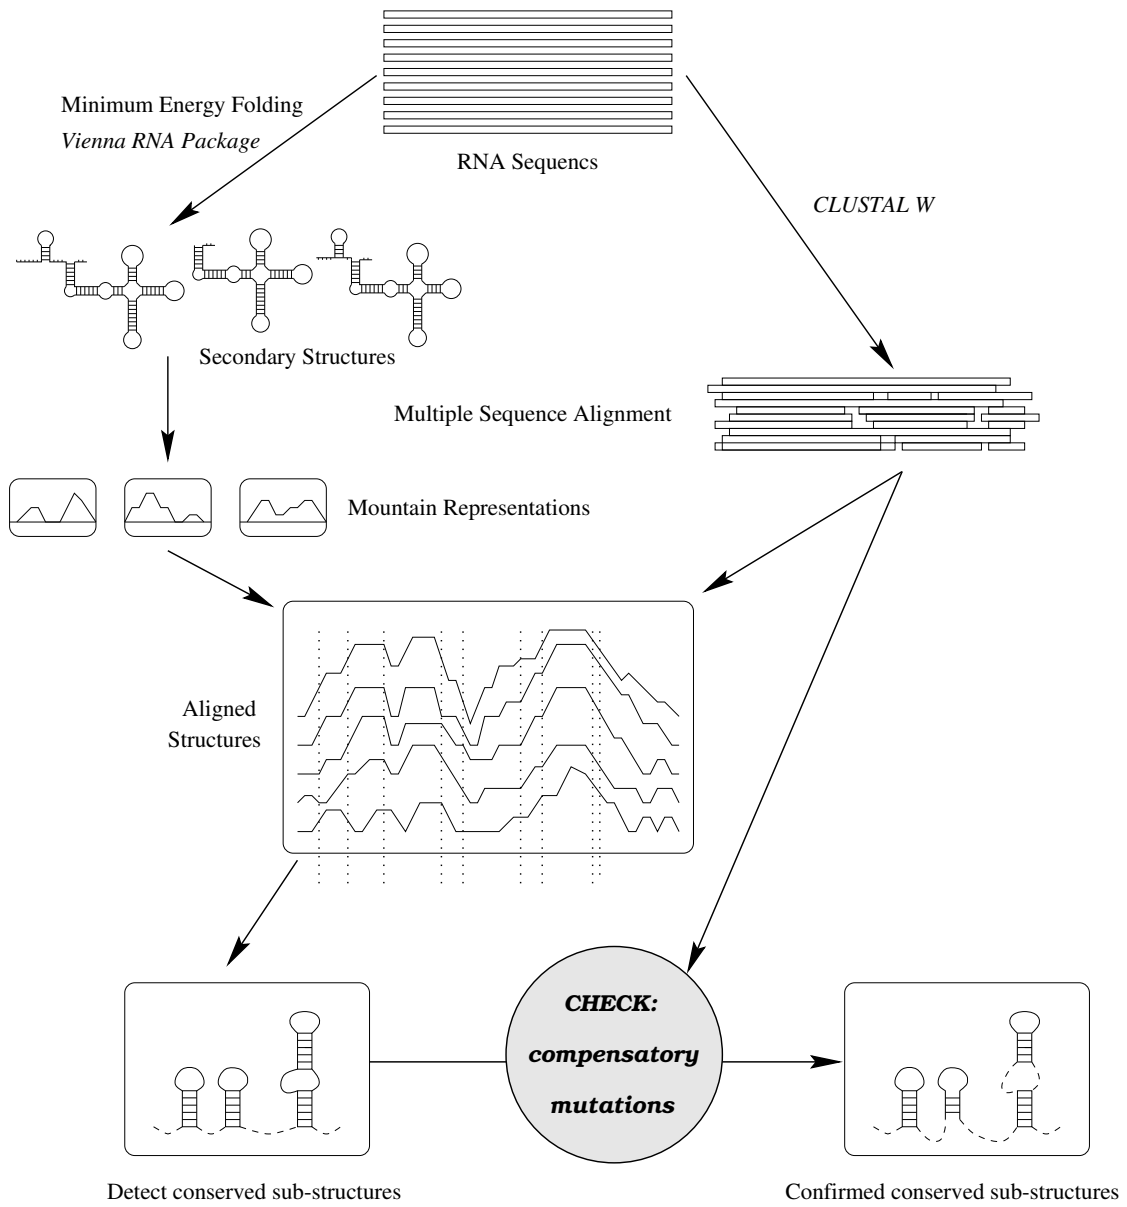 Minimum Energy Folding
Vienna RNA Package
RNA Sequencs
CLUSTAL W
Secondary Structures
Multiple Sequence Alignment
Mountain Representations
Aligned
Structures
CHECK:
compensatory
mutations
Detect conserved sub-structures
Confirmed conserved sub-structures